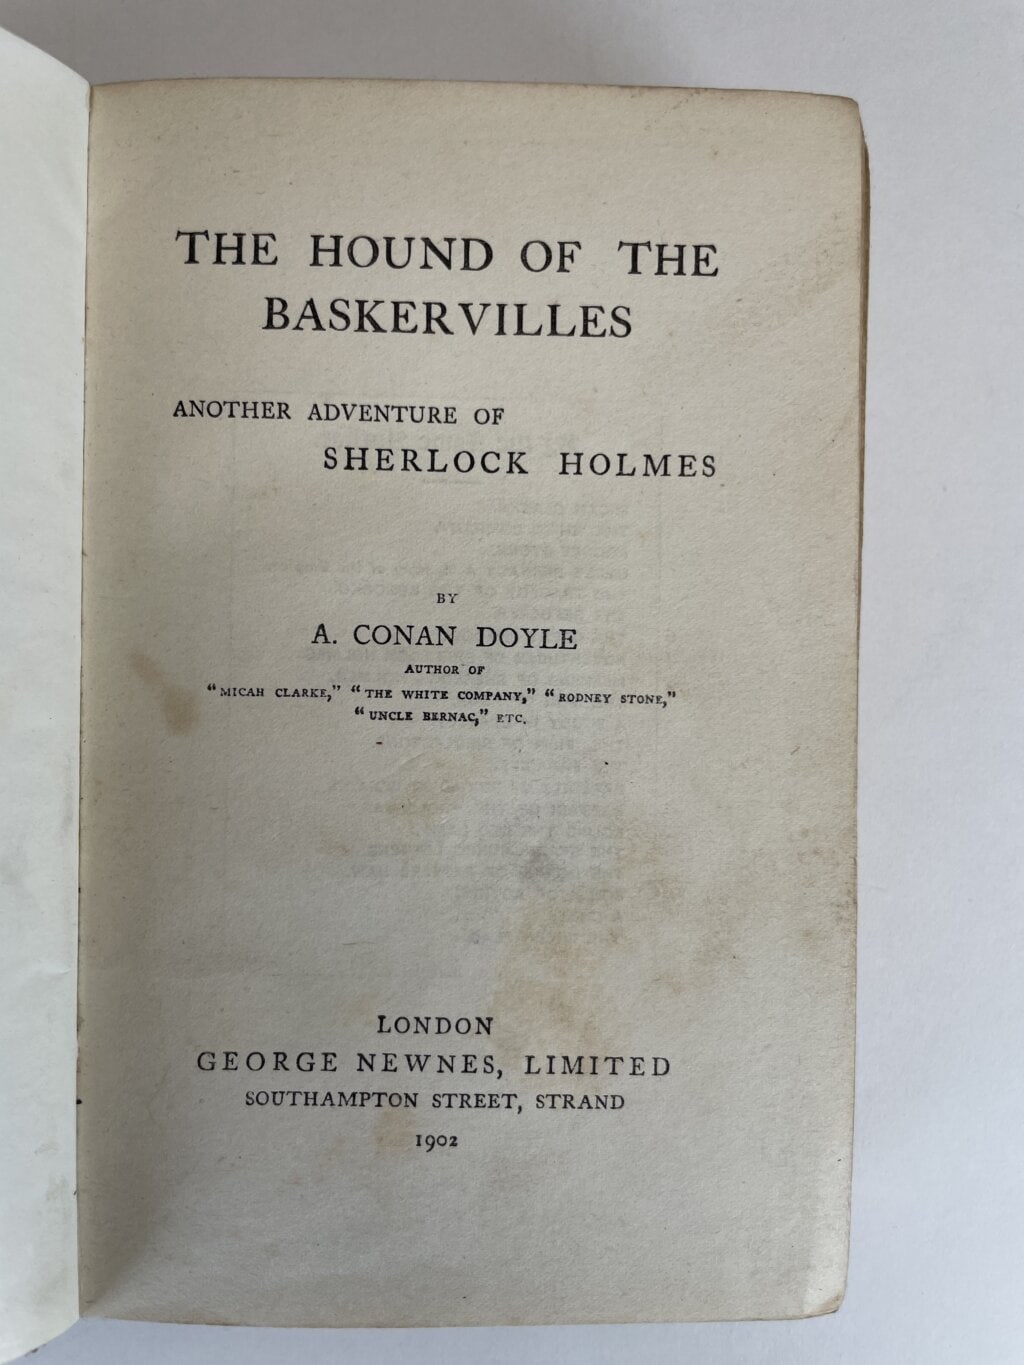 THE HOUND OF THE
BASKERVILLES
ANOTHER ADVENTURE OF
SHERLOCK HOLMES
BY
A. CONAN DOYLE
AUTHOR OF
“MICAH CLARKE,” “THE WHITE COMPANY,” “RODNEY STONE,”
“UNCLE BERNAC,” ETC.
LONDON
GEORGE NEWNES, LIMITED
SOUTHAMPTON STREET, STRAND
1902